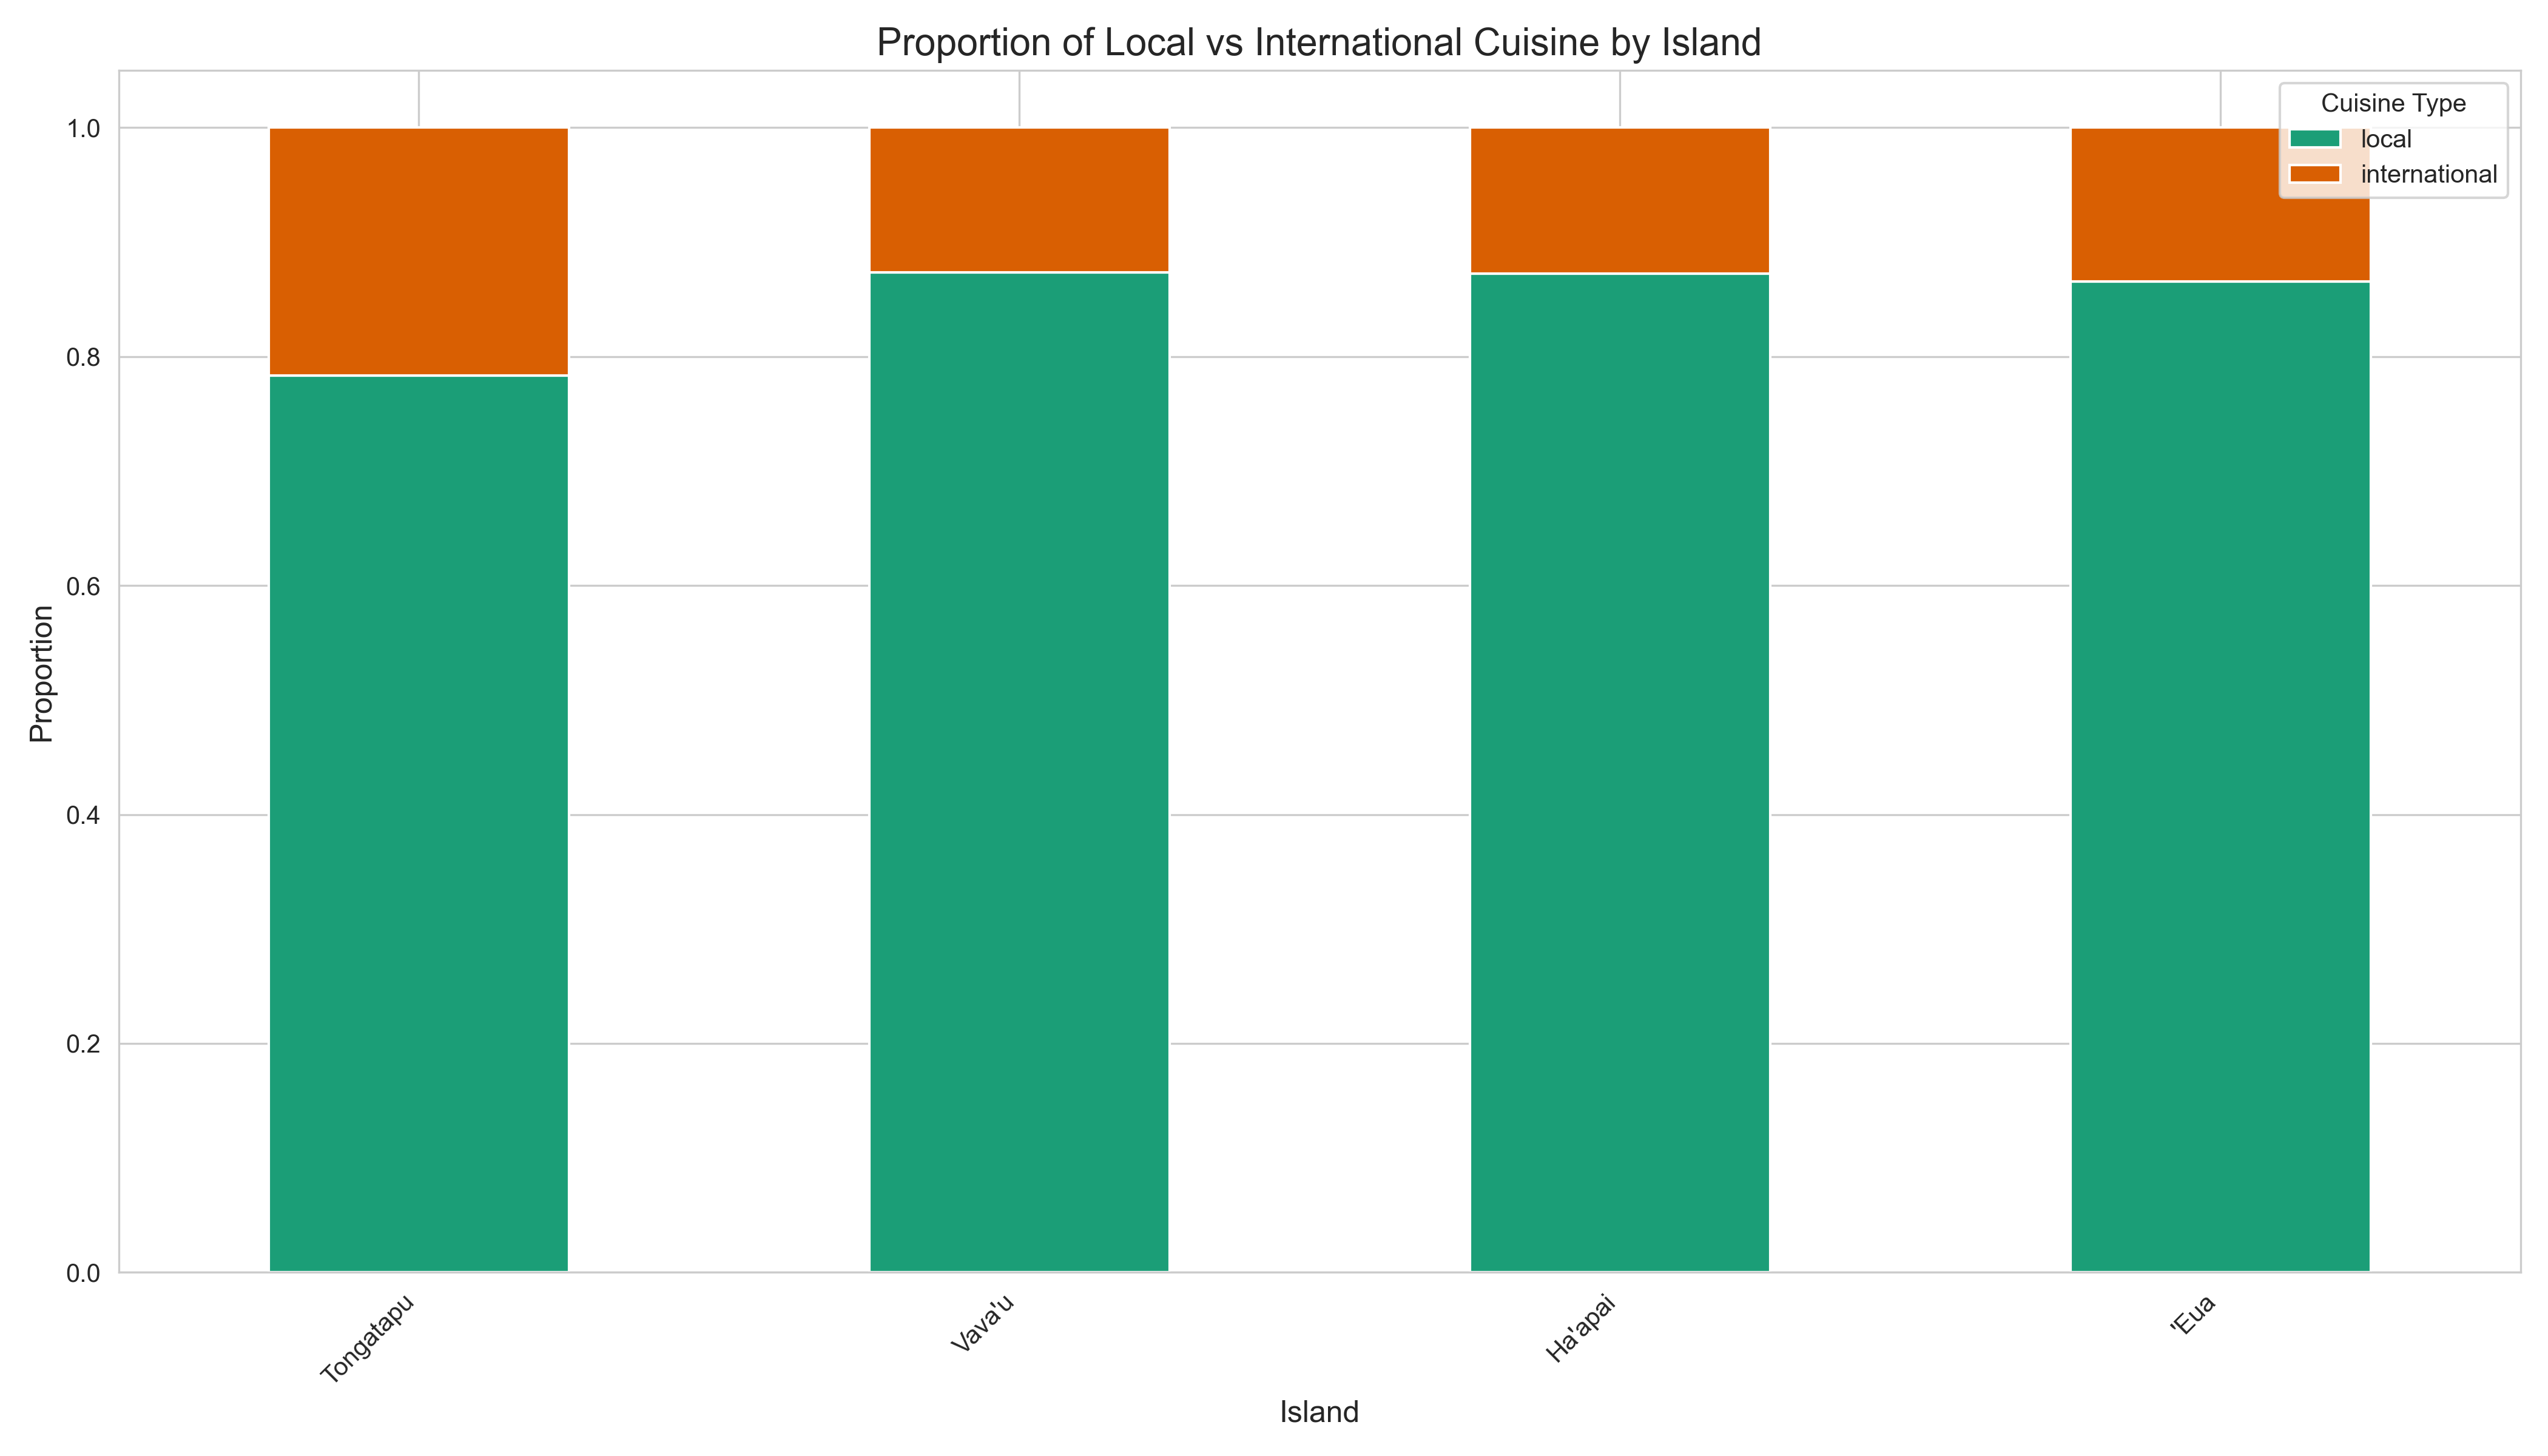 Proportion of Local vs International Cuisine by Island
Cuisine Type
local
international
Proportion
1.0
0.8
0.6
0.4
0.2
0.0
Tongatapu
Vava'u
Ha'apai
'Eua
Island